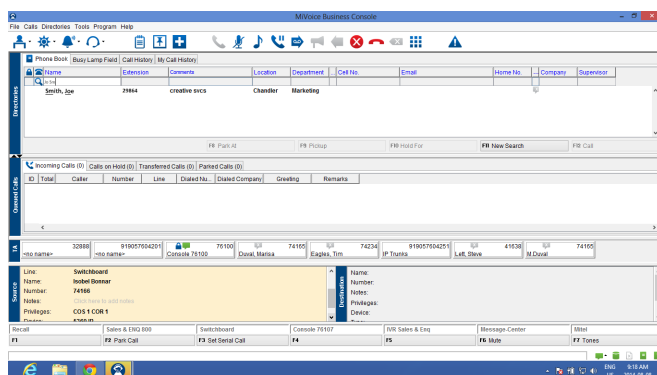 MiVoice Business Console
File Calls Directories Tools Program Help
Phone Book Busy Lamp Field Call History My Call History
Name Extension Comments Location Department ... Cell No. Email Home No. ... Company Supervisor
Smith, Joe 29864 creative svcs Chandler Marketing
Directories
F8 Park At F9 Pickup F10 Hold For F11 New Search F12 Call
Incoming Calls (0) Calls on Hold (0) Transferred Calls (0) Parked Calls (0)
ID Total Caller Number Line Dialed Nu... Dialed Company Greeting Remarks
Queued Calls
32888 919057604201 76100 74165 74234 919057604251 41638 74165
<no name> <no name> Console 76100 Duval, Marisa Eagles, Tim IP Trunks Lett, Steve M.Duval
Source
Line: Switchboard
Name: Isobel Bonnar
Number: 74166
Notes: Click here to add notes
Privileges: COS 1 COR 1
Destination
Name:
Number:
Notes:
Privileges:
Device:
Recall Sales & ENQ 800 Switchboard Console 76107 IVR Sales & Enq Message-Center Mitel
F1 F2 Park Call F3 Set Serial Call F4 F5 F6 Mute F7 Tones
ENG 9:18 AM
US